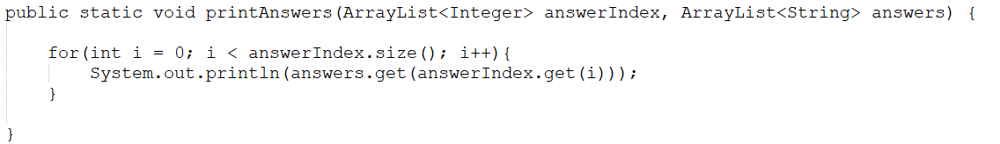 public static void printAnswers(ArrayList<Integer> answerIndex, ArrayList<String> answers) {
for(int i = 0; i < answerIndex.size(); i++){
System.out.println(answers.get(answerIndex.get(i)));
}
}